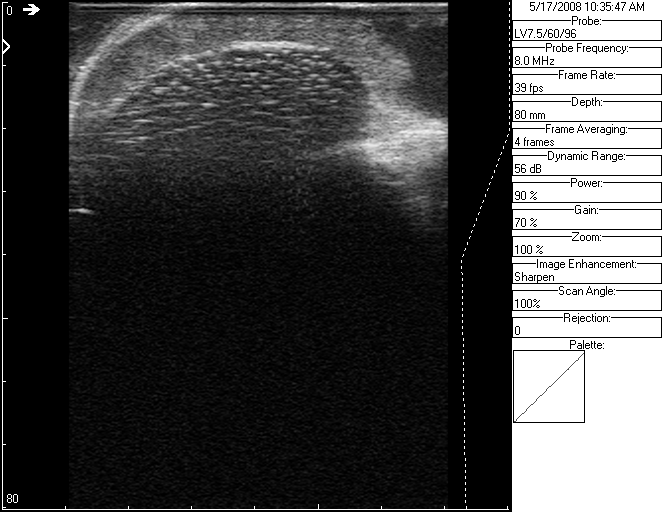 0
80
5/17/2008 10:35:47 AM
Probe:
LV7.5/60/96
Probe Frequency:
8.0 MHz
Frame Rate:
39 fps
Depth:
80 mm
Frame Averaging:
4 frames
Dynamic Range:
56 dB
Power:
90 %
Gain:
70 %
Zoom:
100 %
Image Enhancement:
Sharpen
Scan Angle:
100%
Rejection:
0
Palette: